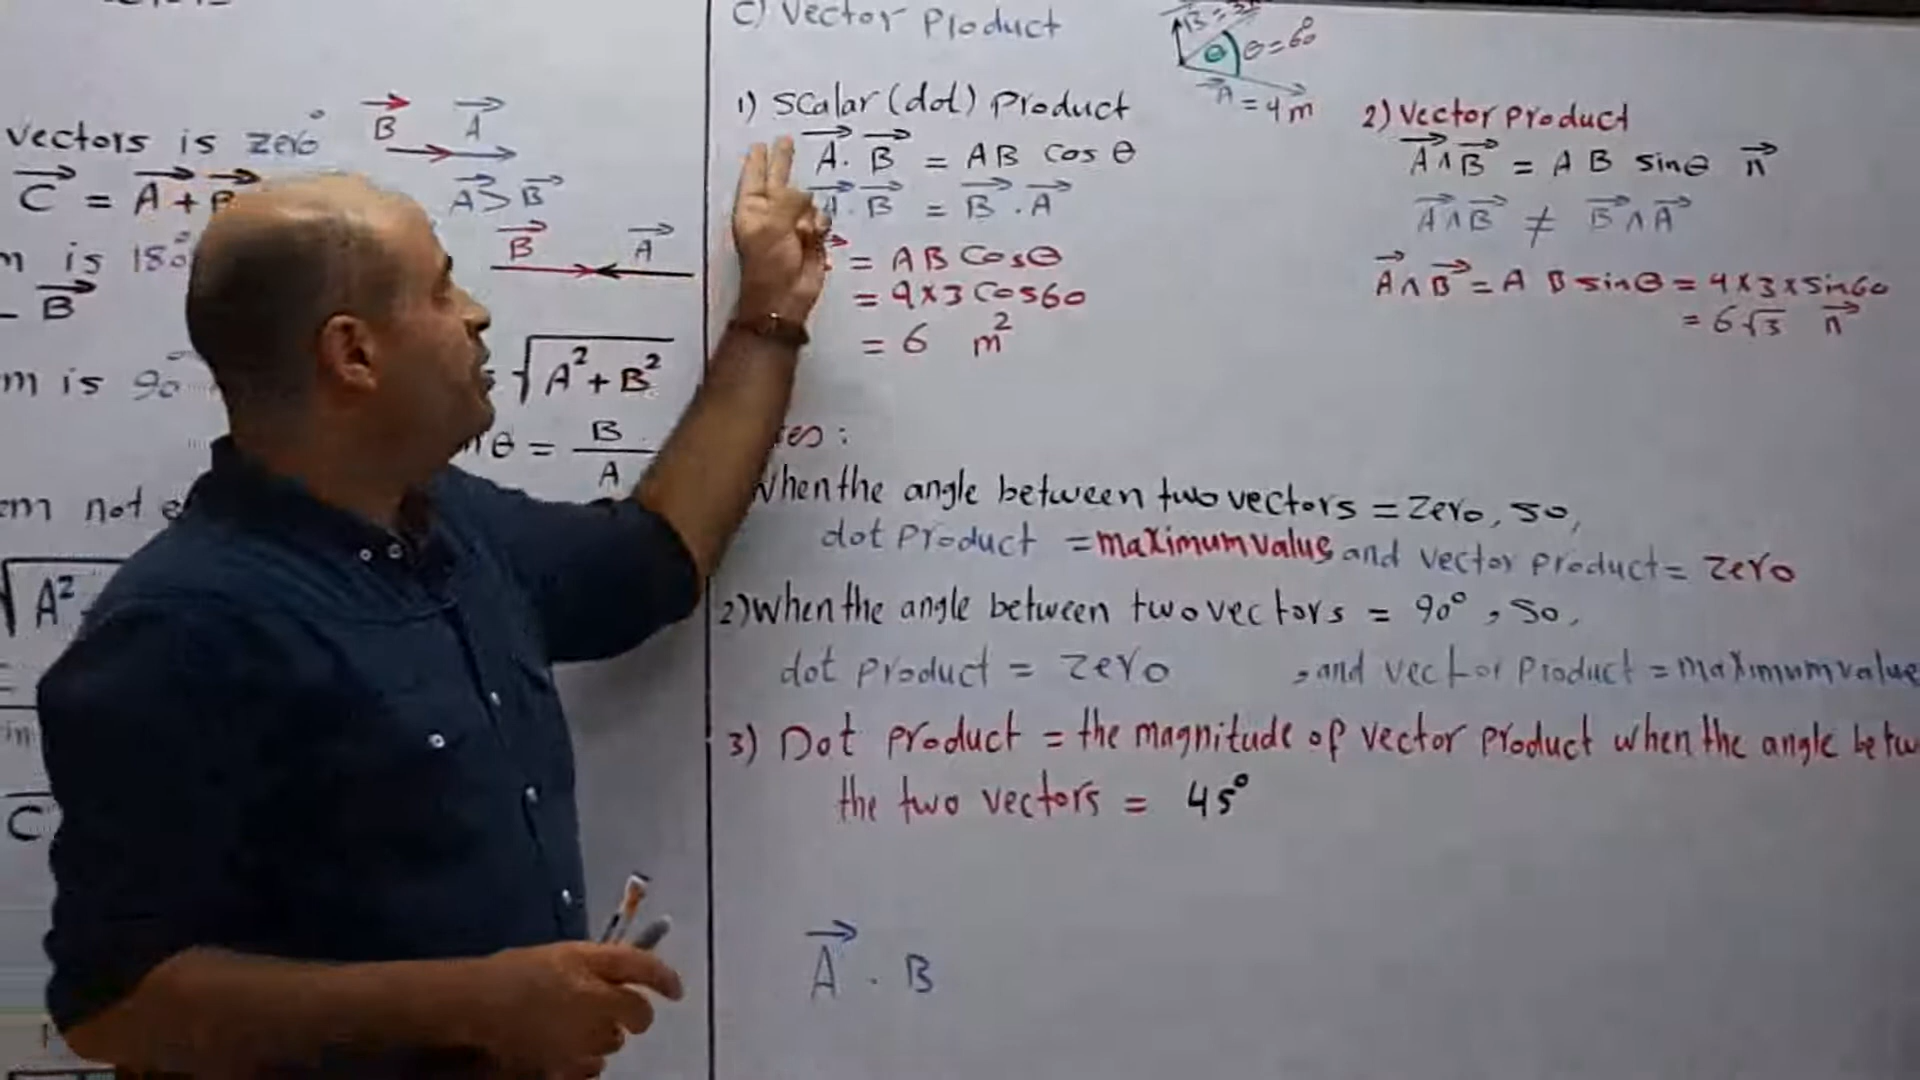 vectors is zero
B A
C = A + B
A > B
m is 180°
B A
- B
m is 90
√A² + B²
θ = B
A
em not e
A²
C
C) Vector Product
θ θ = 60°
A = 4 m
1) Scalar (dot) Product
A . B = A B cos θ
A . B = B . A
= A B Cos θ
= 4 x 3 Cos 60
= 6 m²
2) Vector Product
A ∧ B = A B sin θ n
A ∧ B ≠ B ∧ A
A ∧ B = A B sin θ = 4 x 3 x sin 60
= 6 √3 n
es :
When the angle between two vectors = Zero, so,
dot Product = maximum value and vector product = zero
2) When the angle between two vectors = 90°, so,
dot product = zero , and vector product = maximum value
3) Dot product = the magnitude of vector product when the angle betw
the two vectors = 45°
A . B